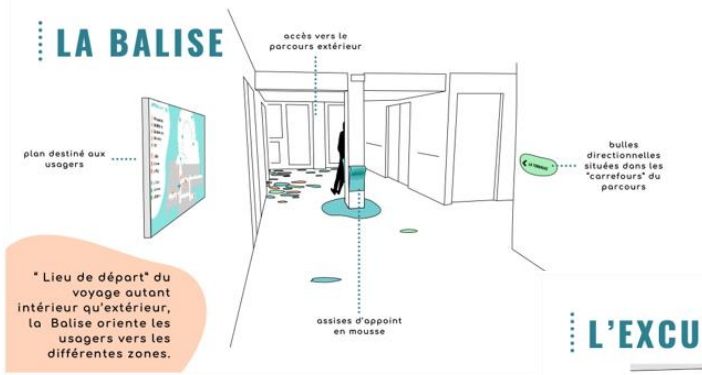 LA BALISE
accès vers le
parcours extérieur
plan destiné aux
usagers
bulles
directionnelles
situées dans les
"carrefours" du
parcours
" Lieu de départ" du
voyage autant
intérieur qu'extérieur,
la Balise oriente les
usagers vers les
différentes zones.
assises d'appoint
en mousse
L'EXCU